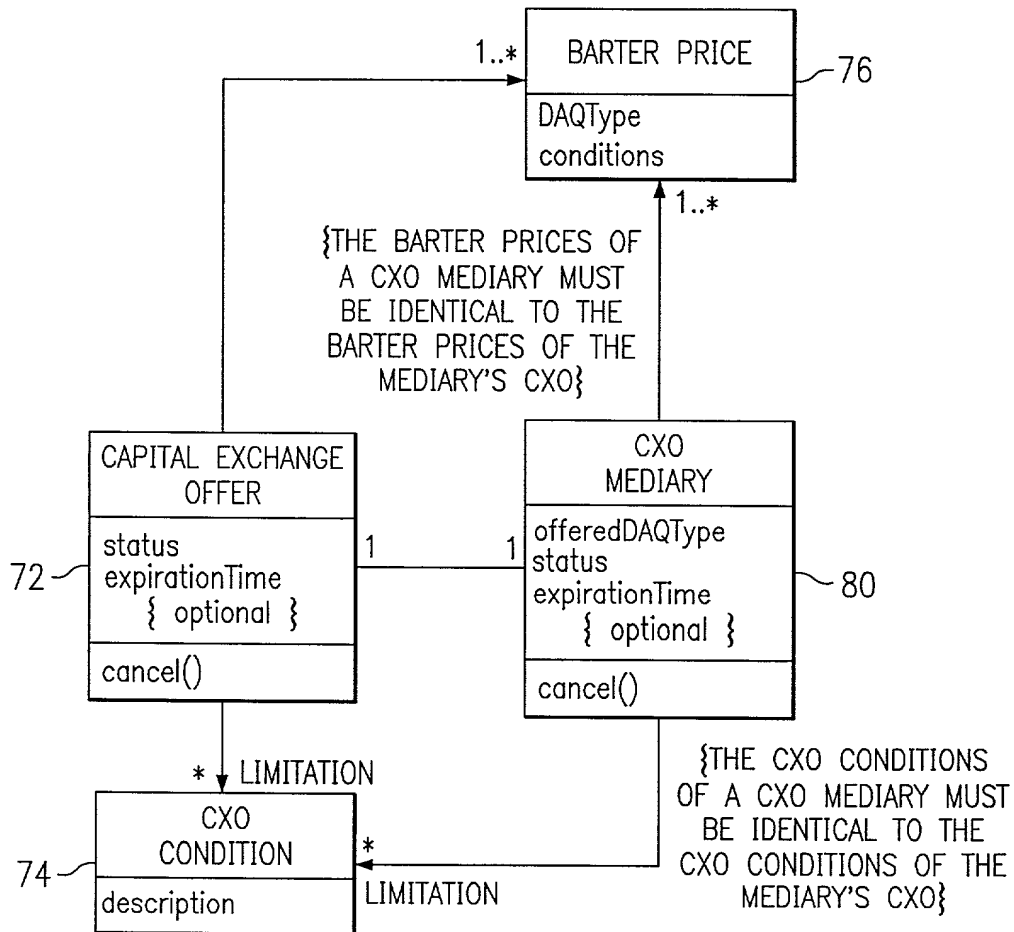 1..*
BARTER PRICE
76
DAQType
conditions
1..*
{THE BARTER PRICES OF
A CXO MEDIARY MUST
BE IDENTICAL TO THE
BARTER PRICES OF THE
MEDIARY'S CXO}
CAPITAL EXCHANGE
OFFER
status
expirationTime
{ optional }
cancel()
72
1
1
CXO
MEDIARY
offeredDAQType
status
expirationTime
{ optional }
cancel()
80
* LIMITATION
CXO
CONDITION
description
74
*
LIMITATION
{THE CXO CONDITIONS
OF A CXO MEDIARY MUST
BE IDENTICAL TO THE
CXO CONDITIONS OF THE
MEDIARY'S CXO}